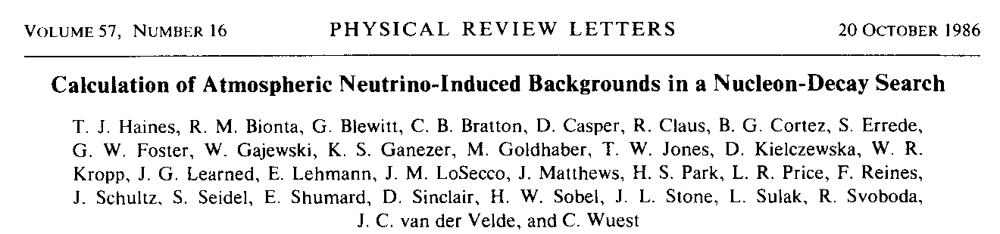 VOLUME 57, NUMBER 16 PHYSICAL REVIEW LETTERS 20 OCTOBER 1986
Calculation of Atmospheric Neutrino-Induced Backgrounds in a Nucleon-Decay Search
T. J. Haines, R. M. Bionta, G. Blewitt, C. B. Bratton, D. Casper, R. Claus, B. G. Cortez, S. Errede,
G. W. Foster, W. Gajewski, K. S. Ganezer, M. Goldhaber, T. W. Jones, D. Kielczewska, W. R.
Kropp, J. G. Learned, E. Lehmann, J. M. LoSecco, J. Matthews, H. S. Park, L. R. Price, F. Reines,
J. Schultz, S. Seidel, E. Shumard, D. Sinclair, H. W. Sobel, J. L. Stone, L. Sulak, R. Svoboda,
J. C. van der Velde, and C. Wuest